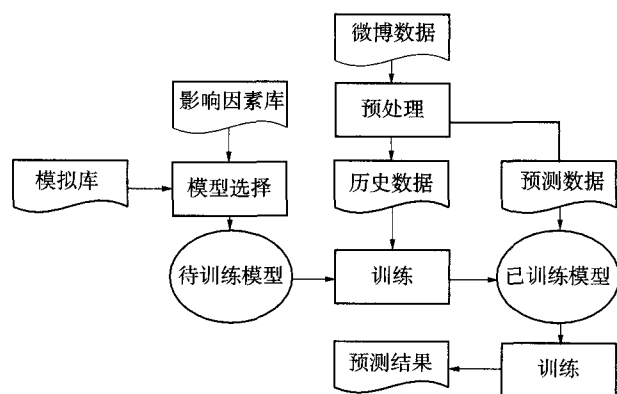 微博数据
影响因素库
预处理
模拟库
模型选择
历史数据
预测数据
待训练模型
训练
已训练模型
预测结果
训练